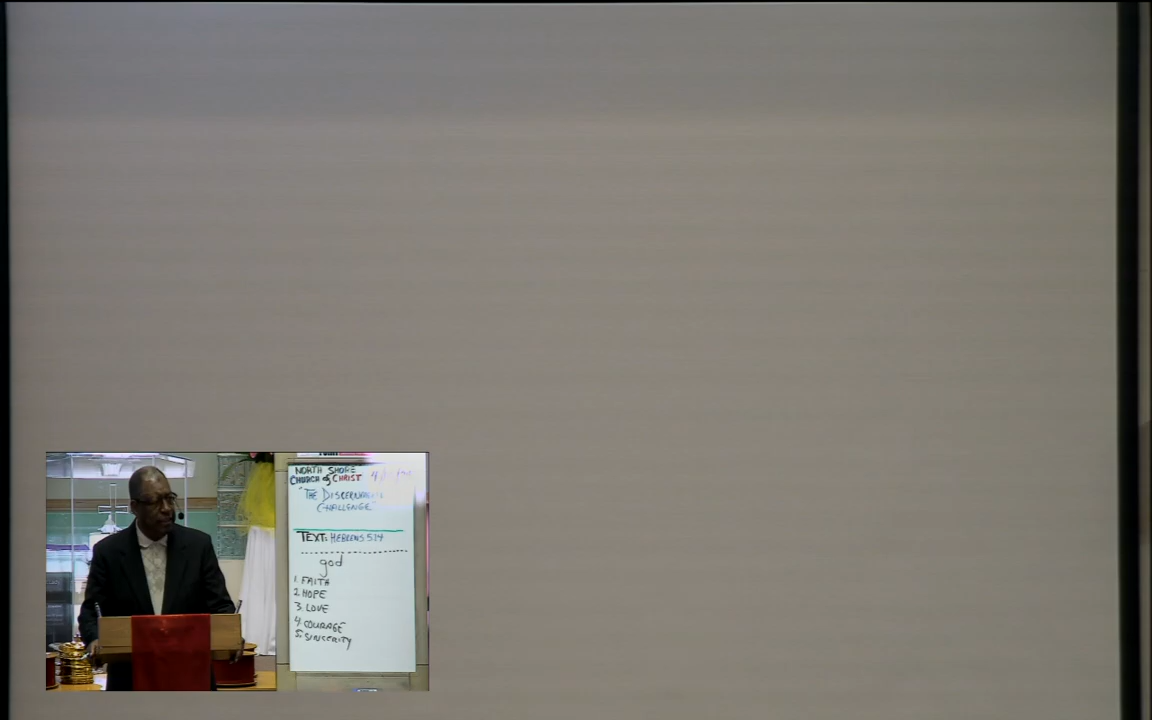 NORTH SHORE
CHURCH of CHRIST
"THE DISCERNMENT
CHALLENGE"
TEXT: HEBREWS 5:14
god
1. FAITH
2. HOPE
3. LOVE
4. COURAGE
5. SINCERITY